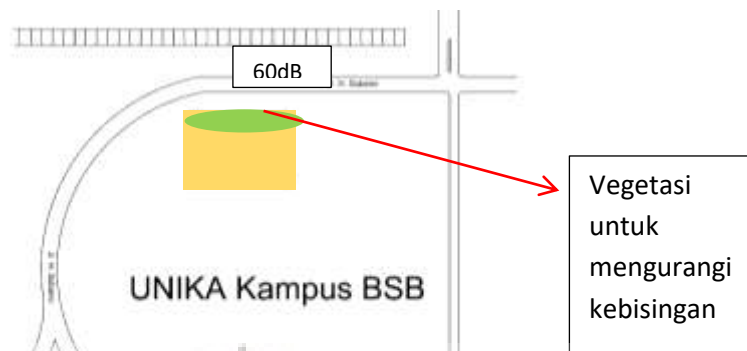 60dB
Vegetasi
untuk
mengurangi
kebisingan
UNIKA Kampus BSB